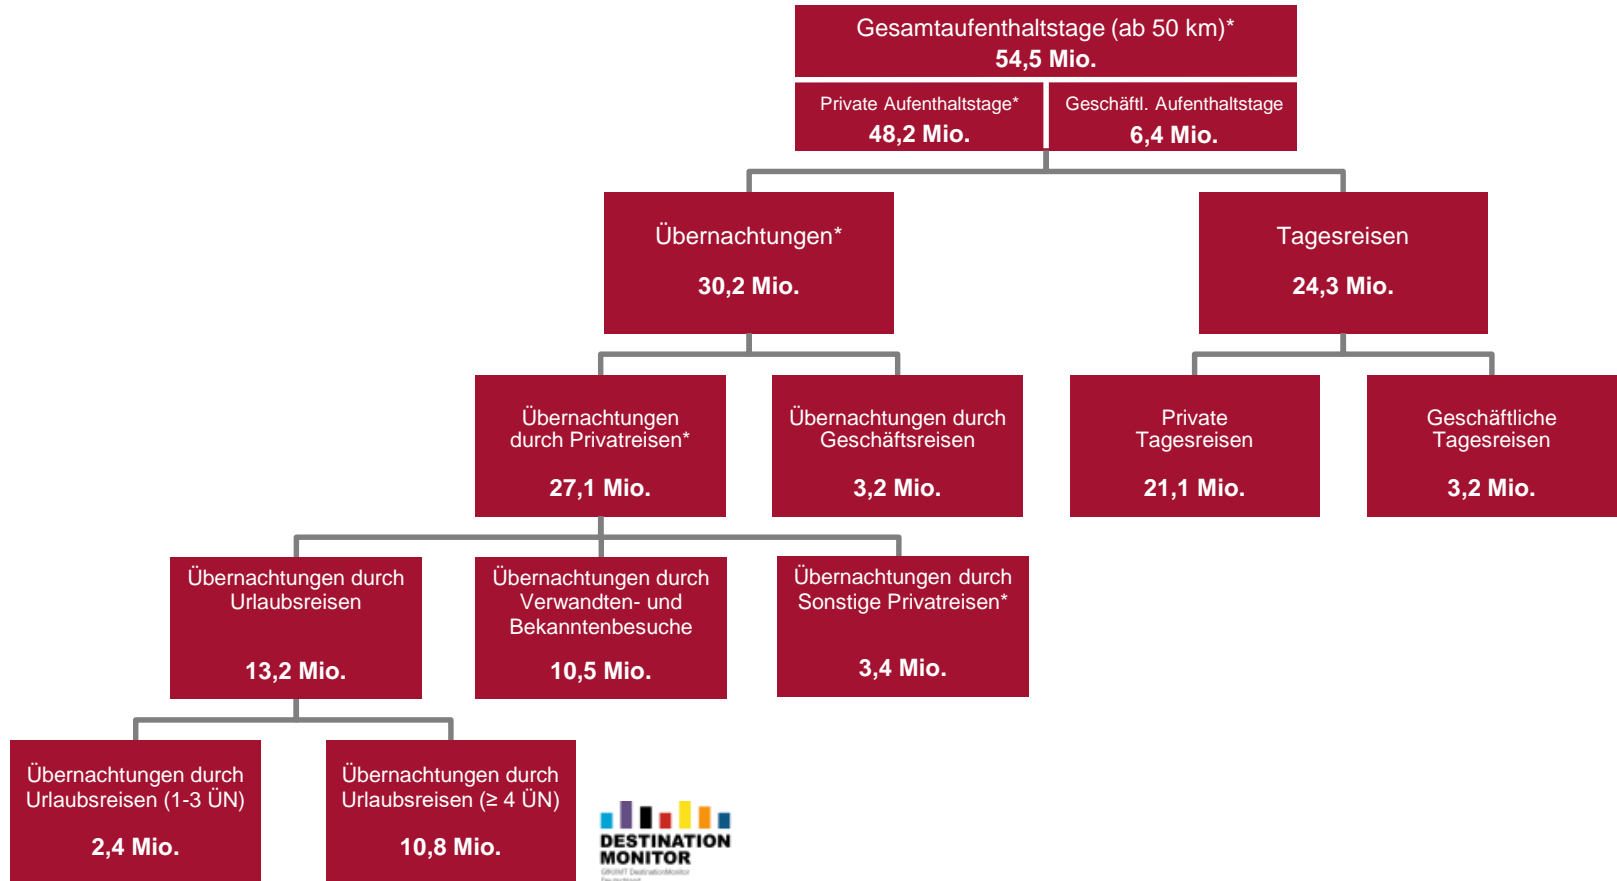 Gesamtaufenthaltstage (ab 50 km)*
54,5 Mio.
Private Aufenthaltstage*
48,2 Mio.
Geschäftl. Aufenthaltstage
6,4 Mio.
Übernachtungen*
30,2 Mio.
Tagesreisen
24,3 Mio.
Übernachtungen
durch Privatreisen*
27,1 Mio.
Übernachtungen durch
Geschäftsreisen
3,2 Mio.
Private
Tagesreisen
21,1 Mio.
Geschäftliche
Tagesreisen
3,2 Mio.
Übernachtungen durch
Urlaubsreisen
13,2 Mio.
Übernachtungen durch
Verwandten- und
Bekanntenbesuche
10,5 Mio.
Übernachtungen durch
Sonstige Privatreisen*
3,4 Mio.
Übernachtungen durch
Urlaubsreisen (1-3 ÜN)
2,4 Mio.
Übernachtungen durch
Urlaubsreisen (≥ 4 ÜN)
10,8 Mio.
DESTINATION
MONITOR
DestinationMonitor